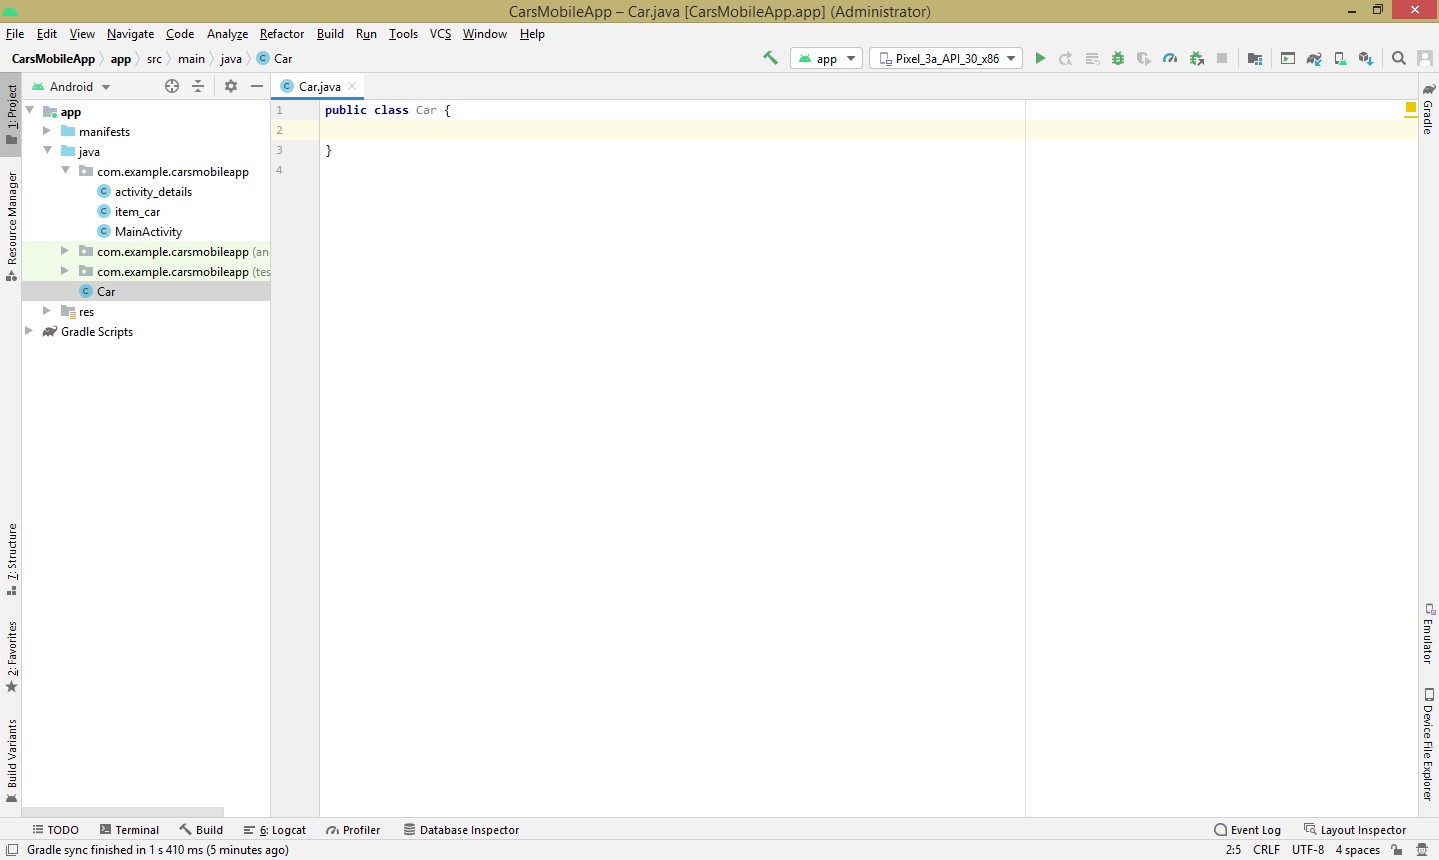 CarsMobileApp – Car.java [CarsMobileApp.app] (Administrator)
File Edit View Navigate Code Analyze Refactor Build Run Tools VCS Window Help
CarsMobileApp app src main java C Car
app Pixel_3a_API_30_x86
1: Project
Resource Manager
7: Structure
2: Favorites
Build Variants
Android
app
manifests
java
com.example.carsmobileapp
C activity_details
C item_car
C MainActivity
com.example.carsmobileapp (an
com.example.carsmobileapp (tes
C Car
res
Gradle Scripts
C Car.java
1 public class Car {
2
3 }
4
Gradle
Emulator
Device File Explorer
TODO Terminal Build 6: Logcat Profiler Database Inspector Event Log Layout Inspector
Gradle sync finished in 1 s 410 ms (5 minutes ago) 2:5 CRLF UTF-8 4 spaces